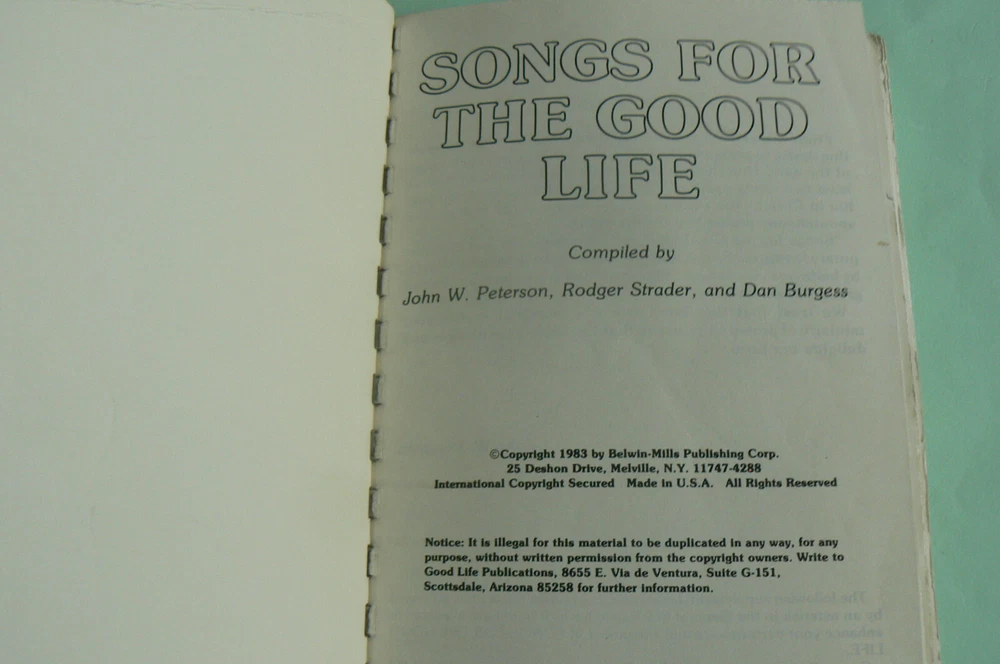 SONGS FOR
THE GOOD
LIFE
Compiled by
John W. Peterson, Rodger Strader, and Dan Burgess
©Copyright 1983 by Belwin-Mills Publishing Corp.
25 Deshon Drive, Melville, N.Y. 11747-4288
International Copyright Secured Made in U.S.A. All Rights Reserved
Notice: It is illegal for this material to be duplicated in any way, for any
purpose, without written permission from the copyright owners. Write to
Good Life Publications, 8655 E. Via de Ventura, Suite G-151,
Scottsdale, Arizona 85258 for further information.